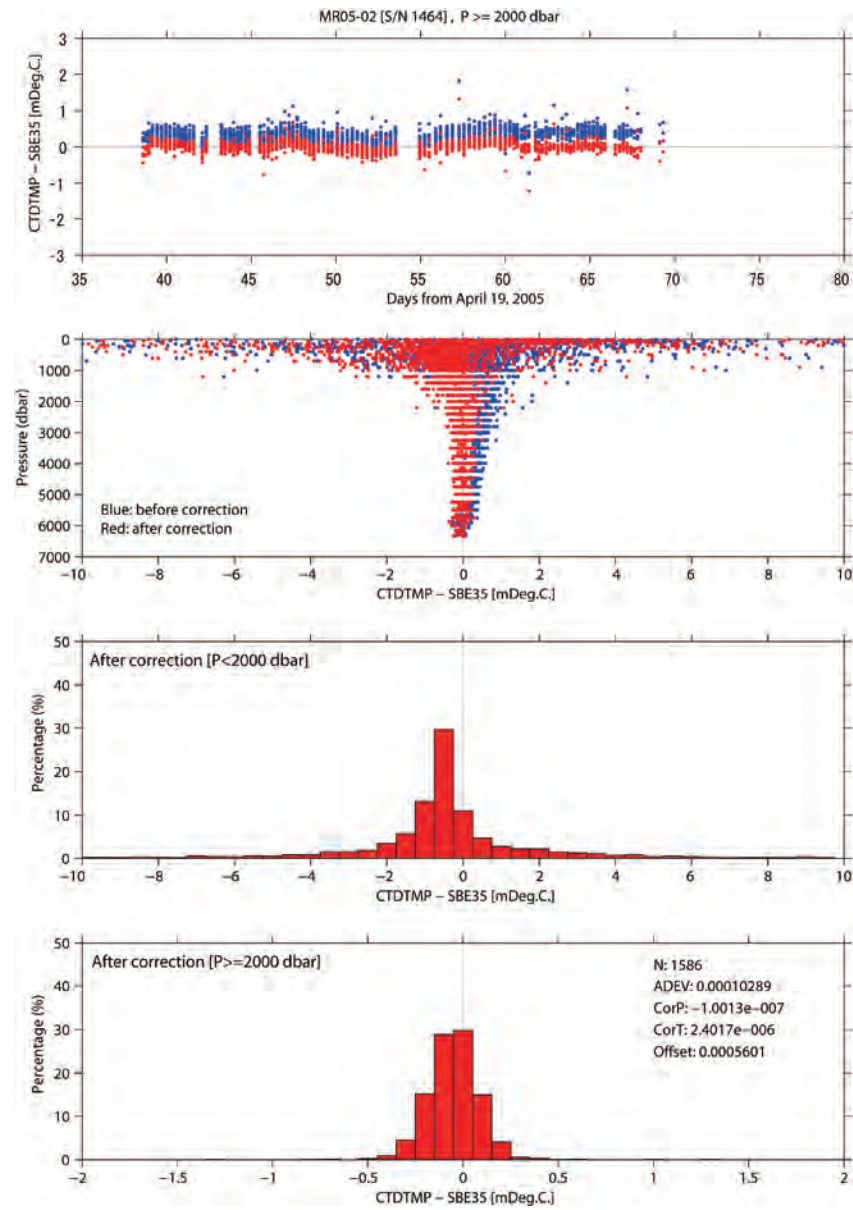 MR05-02 [S/N 1464] , P >= 2000 dbar
CTDTMP − SBE35 [mDeg.C.]
3
2
1
0
-1
-2
-3
35 40 45 50 55 60 65 70 75 80
Days from April 19, 2005
Pressure (dbar)
0
1000
2000
3000
4000
5000
6000
7000
Blue: before correction
Red: after correction
−10 −8 −6 −4 −2 0 2 4 6 8 10
CTDTMP − SBE35 [mDeg.C.]
After correction [P<2000 dbar]
Percentage (%)
50
40
30
20
10
0
−10 −8 −6 −4 −2 0 2 4 6 8 10
CTDTMP − SBE35 [mDeg.C.]
After correction [P>=2000 dbar]
N: 1586
ADEV: 0.00010289
CorP: −1.0013e−007
CorT: 2.4017e−006
Offset: 0.0005601
Percentage (%)
50
40
30
20
10
0
−2 −1.5 −1 −0.5 0 0.5 1 1.5 2
CTDTMP − SBE35 [mDeg.C.]